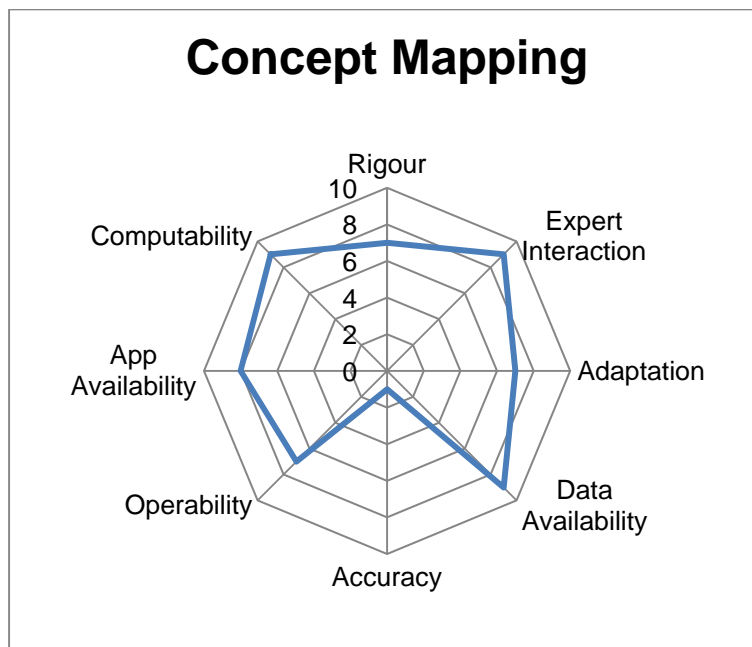 Concept Mapping
Rigour
10
8
6
4
2
0
Expert
Interaction
Adaptation
Data
Availability
Accuracy
Operability
App
Availability
Computability